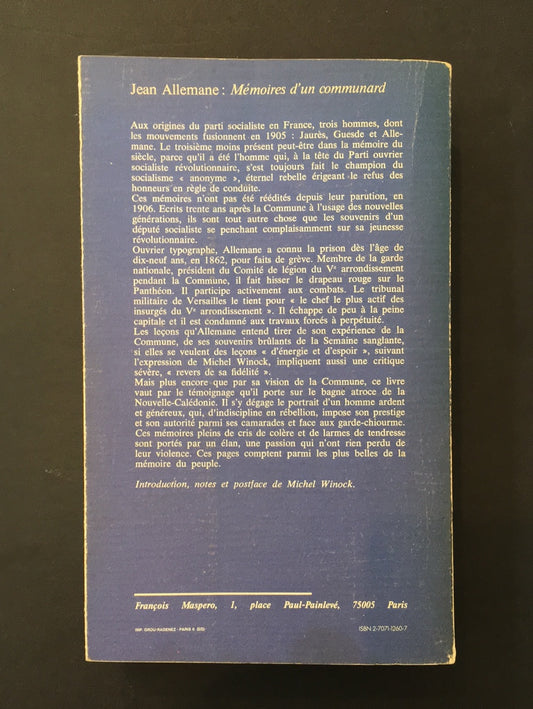 Jean Allemane : Mémoires d'un communard
Aux origines du parti socialiste en France, trois hommes, dont
les mouvements fusionnent en 1905 : Jaurès, Guesde et Alle-
mane. Le troisième moins présent peut-être dans la mémoire du
siècle, parce qu'il a été l'homme qui, à la tête du Parti ouvrier
socialiste révolutionnaire, s'est toujours fait le champion du
socialisme « anonyme », éternel rebelle érigeant le refus des
honneurs en règle de conduite.
Ces mémoires n'ont pas été réédités depuis leur parution, en
1906. Ecrits trente ans après la Commune à l'usage des nouvelles
générations, ils sont tout autre chose que les souvenirs d'un
député socialiste se penchant complaisamment sur sa jeunesse
révolutionnaire.
Ouvrier typographe, Allemane a connu la prison dès l'âge de
dix-neuf ans, en 1862, pour faits de grève. Membre de la garde
nationale, président du Comité de légion du Vᵉ arrondissement
pendant la Commune, il fait hisser le drapeau rouge sur le
Panthéon. Il participe activement aux combats. Le tribunal
militaire de Versailles le tient pour « le chef le plus actif des
insurgés du Vᵉ arrondissement ». Il échappe de peu à la peine
capitale et il est condamné aux travaux forcés à perpétuité.
Les leçons qu'Allemane entend tirer de son expérience de la
Commune, de ses souvenirs brûlants de la Semaine sanglante,
si elles se veulent des leçons « d'énergie et d'espoir », suivant
l'expression de Michel Winock, impliquent aussi une critique
sévère, « revers de sa fidélité ».
Mais plus encore que par sa vision de la Commune, ce livre
vaut par le témoignage qu'il porte sur le bagne atroce de la
Nouvelle-Calédonie. Il s'y dégage le portrait d'un homme ardent
et généreux, qui, d'indiscipline en rébellion, impose son prestige
et son autorité parmi ses camarades et face aux garde-chiourme.
Ces mémoires pleins de cris de colère et de larmes de tendresse
sont portés par un élan, une passion qui n'ont rien perdu de
leur violence. Ces pages comptent parmi les plus belles de la
mémoire du peuple.
Introduction, notes et postface de Michel Winock.
François Maspero, 1, place Paul-Painlevé, 75005 Paris
IMP. GROU-RADENEZ - PARIS 6 (025)
ISBN 2-7071-1260-7